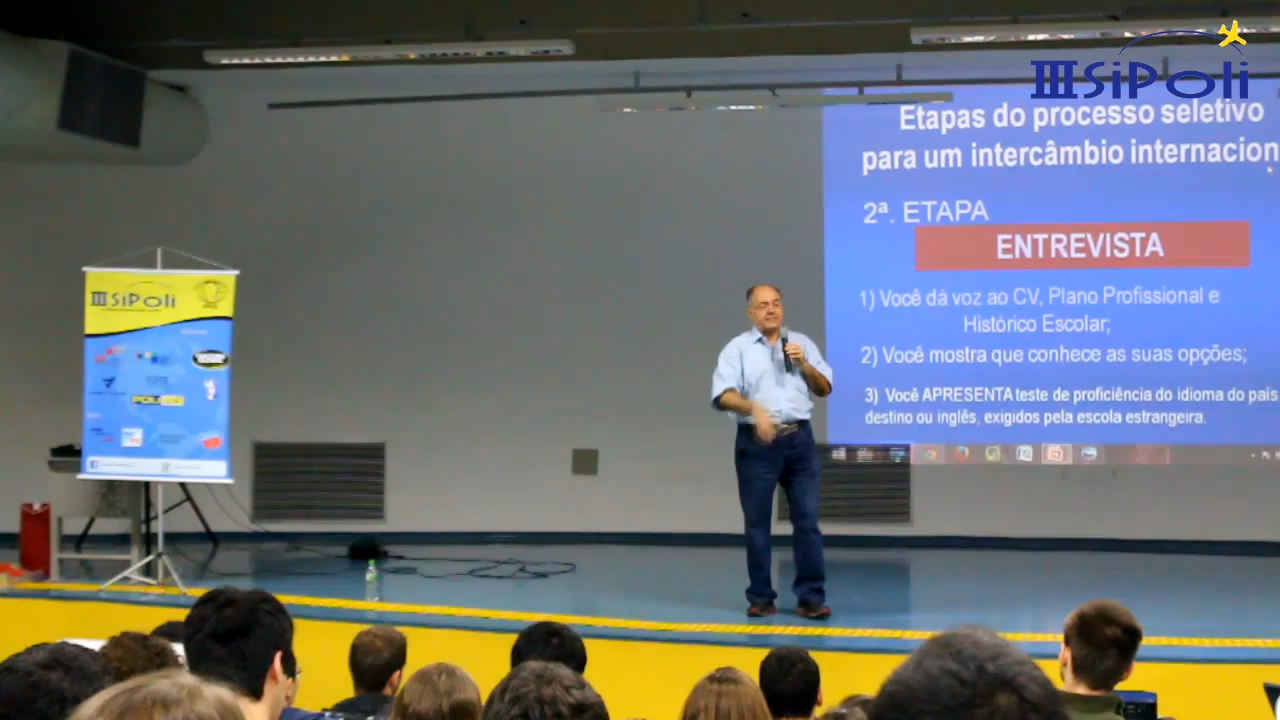 III SiPoli
Etapas do processo seletivo
para um intercâmbio internacion
2ª. ETAPA
ENTREVISTA
1) Você dá voz ao CV, Plano Profissional e
Histórico Escolar;
2) Você mostra que conhece as suas opções;
3) Você APRESENTA teste de proficiência do idioma do país
destino ou inglês, exigidos pela escola estrangeira.
III SiPoli